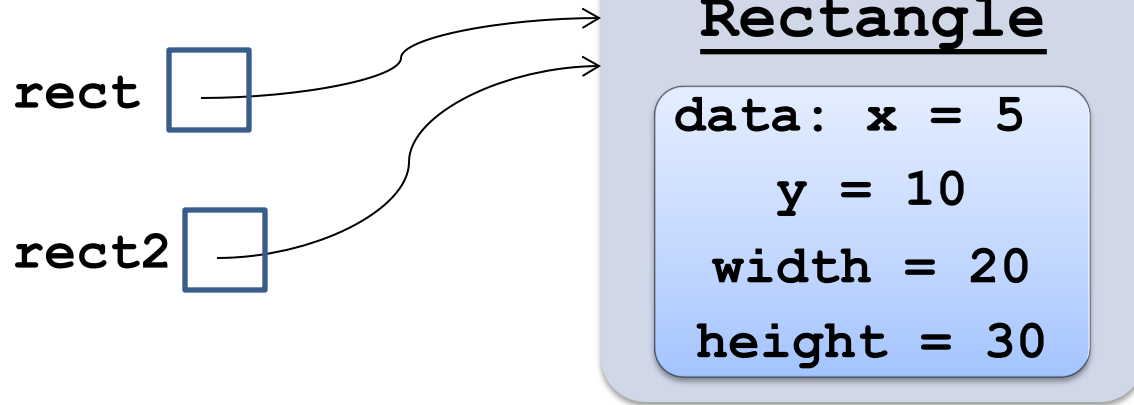 Rectangle
rect
data: x = 5
y = 10
rect2
width = 20
height = 30